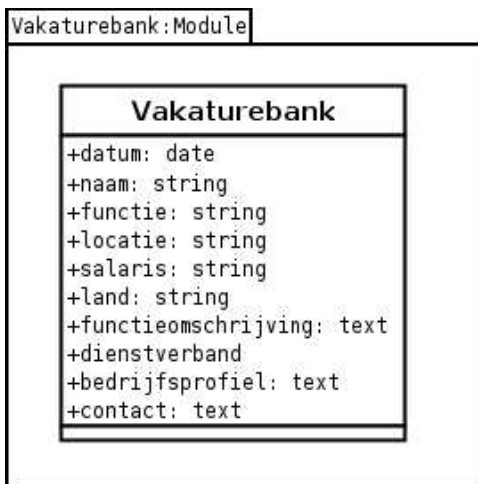 Vakaturebank:Module
Vakaturebank
+datum: date
+naam: string
+functie: string
+locatie: string
+salaris: string
+land: string
+functieomschrijving: text
+dienstverband
+bedrijfsprofiel: text
+contact: text